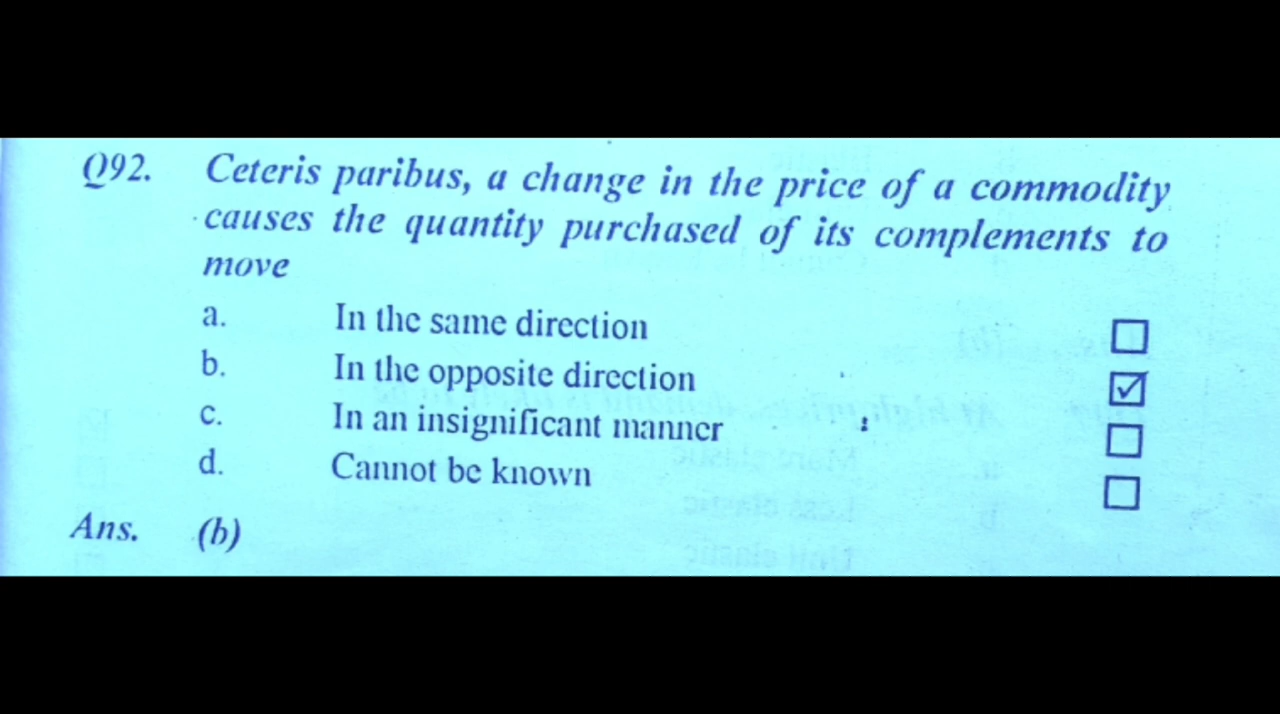 Q92. Ceteris paribus, a change in the price of a commodity
causes the quantity purchased of its complements to
move
a. In the same direction
b. In the opposite direction
c. In an insignificant manner
d. Cannot be known
Ans. (b)